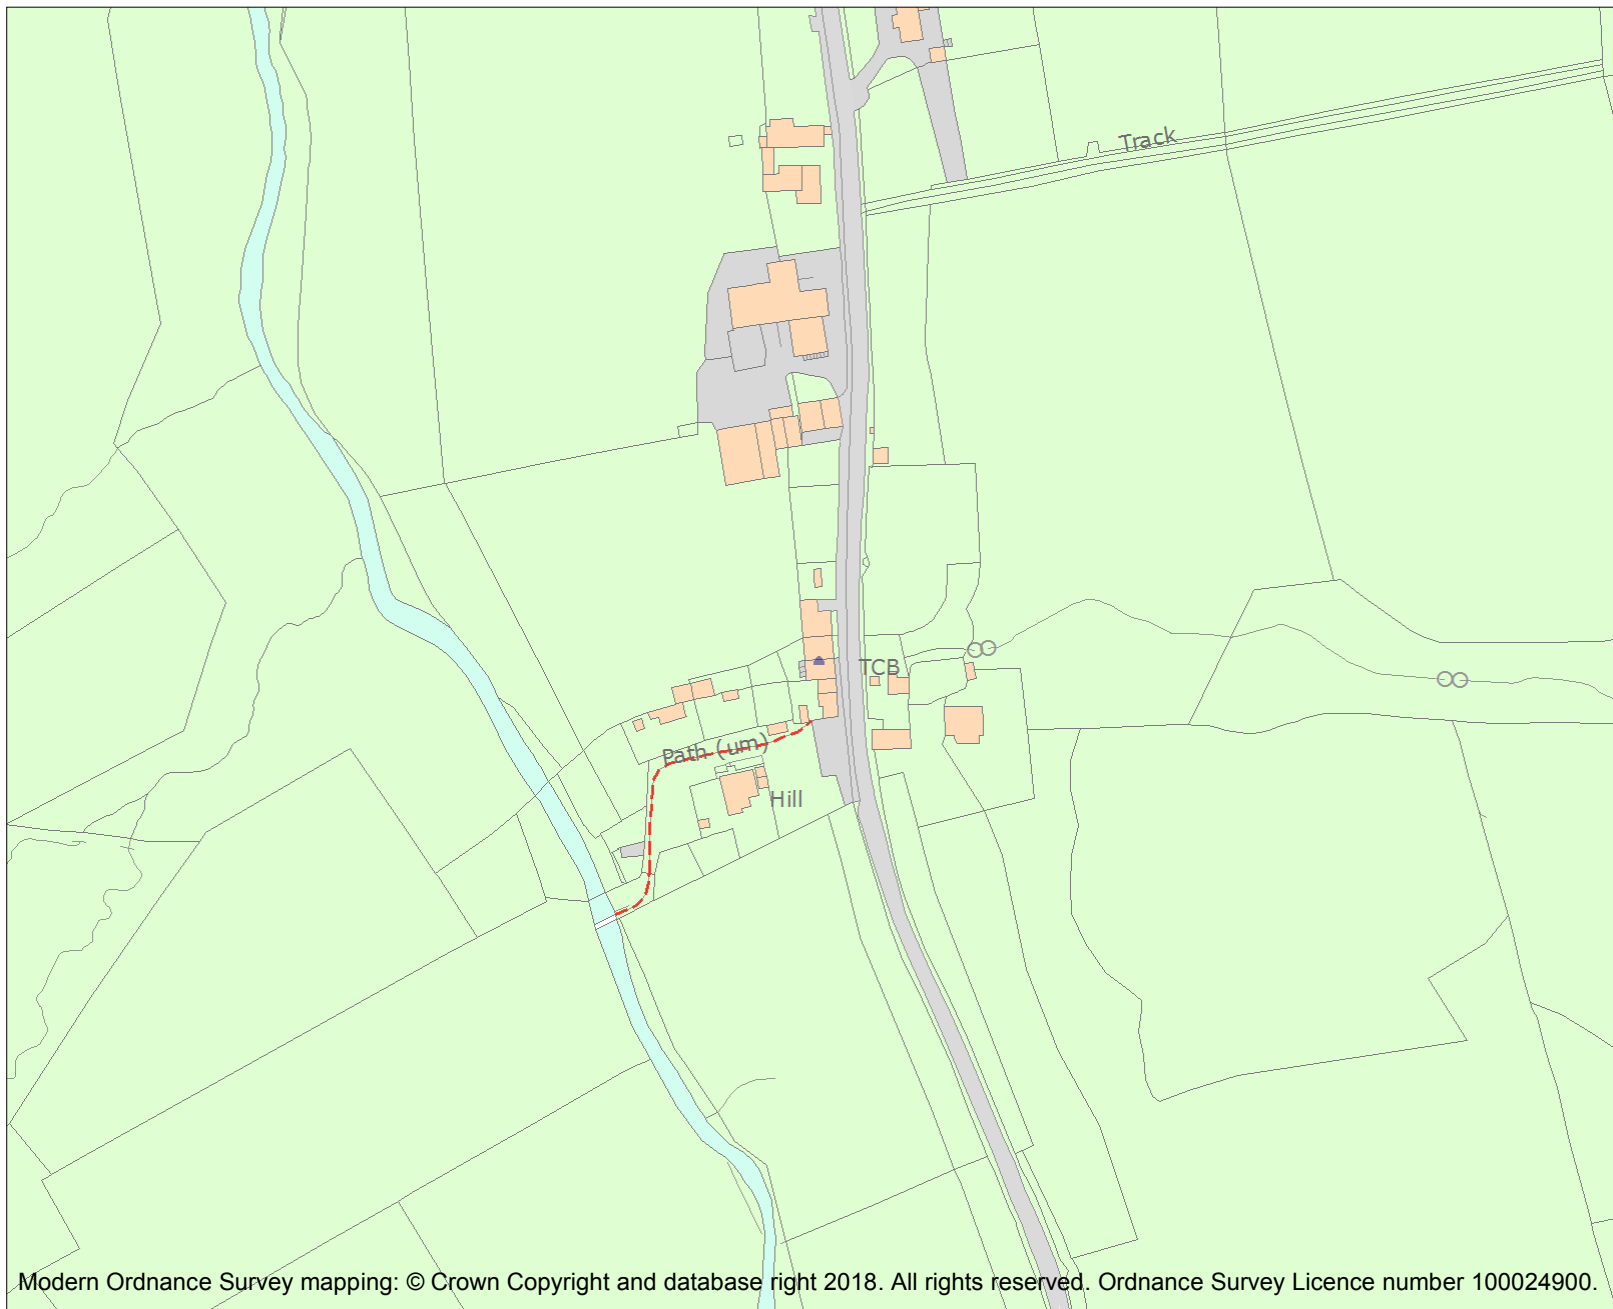 Track
TCB
Path (um)
Hill
Modern Ordnance Survey mapping: © Crown Copyright and database right 2018. All rights reserved. Ordnance Survey Licence number 100024900.